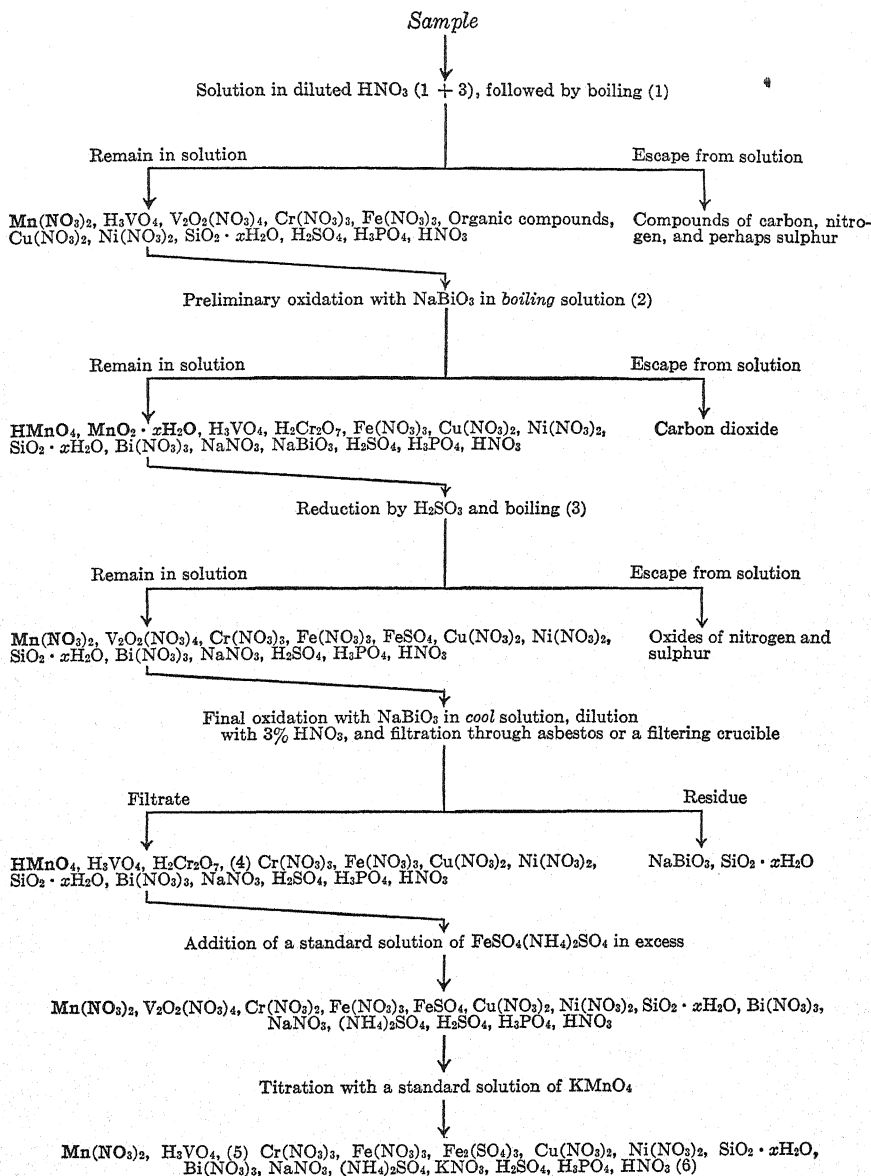 Sample
Solution in diluted HNO₃ (1 + 3), followed by boiling (1)
Remain in solution
Escape from solution
Mn(NO₃)₂, H₃VO₄, V₂O₂(NO₃)₄, Cr(NO₃)₃, Fe(NO₃)₃, Organic compounds,
Cu(NO₃)₂, Ni(NO₃)₂, SiO₂ · xH₂O, H₂SO₄, H₃PO₄, HNO₃
Compounds of carbon, nitro-
gen, and perhaps sulphur
Preliminary oxidation with NaBiO₃ in boiling solution (2)
Remain in solution
Escape from solution
HMnO₄, MnO₂ · xH₂O, H₃VO₄, H₂Cr₂O₇, Fe(NO₃)₃, Cu(NO₃)₂, Ni(NO₃)₂,
SiO₂ · xH₂O, Bi(NO₃)₃, NaNO₃, NaBiO₃, H₂SO₄, H₃PO₄, HNO₃
Carbon dioxide
Reduction by H₂SO₃ and boiling (3)
Remain in solution
Escape from solution
Mn(NO₃)₂, V₂O₂(NO₃)₄, Cr(NO₃)₃, Fe(NO₃)₃, FeSO₄, Cu(NO₃)₂, Ni(NO₃)₂,
SiO₂ · xH₂O, Bi(NO₃)₃, NaNO₃, H₂SO₄, H₃PO₄, HNO₃
Oxides of nitrogen and
sulphur
Final oxidation with NaBiO₃ in cool solution, dilution
with 3% HNO₃, and filtration through asbestos or a filtering crucible
Filtrate
Residue
HMnO₄, H₃VO₄, H₂Cr₂O₇, (4) Cr(NO₃)₃, Fe(NO₃)₃, Cu(NO₃)₂, Ni(NO₃)₂,
SiO₂ · xH₂O, Bi(NO₃)₃, NaNO₃, H₂SO₄, H₃PO₄, HNO₃
NaBiO₃, SiO₂ · xH₂O
Addition of a standard solution of FeSO₄(NH₄)₂SO₄ in excess
Mn(NO₃)₂, V₂O₂(NO₃)₄, Cr(NO₃)₂, Fe(NO₃)₃, FeSO₄, Cu(NO₃)₂, Ni(NO₃)₂, SiO₂ · xH₂O, Bi(NO₃)₃,
NaNO₃, (NH₄)₂SO₄, H₂SO₄, H₃PO₄, HNO₃
Titration with a standard solution of KMnO₄
Mn(NO₃)₂, H₃VO₄, (5) Cr(NO₃)₃, Fe(NO₃)₃, Fe₂(SO₄)₃, Cu(NO₃)₂, Ni(NO₃)₂, SiO₂ · xH₂O,
Bi(NO₃)₃, NaNO₃, (NH₄)₂SO₄, KNO₃, H₂SO₄, H₃PO₄, HNO₃ (6)